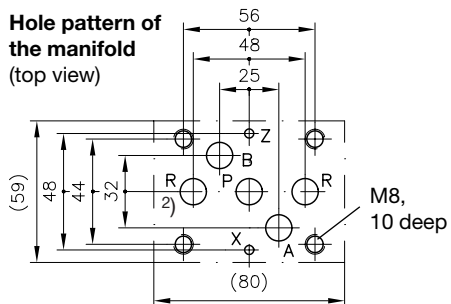 Hole pattern of
the manifold
(top view)
56
48
25
Z
B
R P R
2)
(59)
48
44
32
M8,
10 deep
X
A
(80)